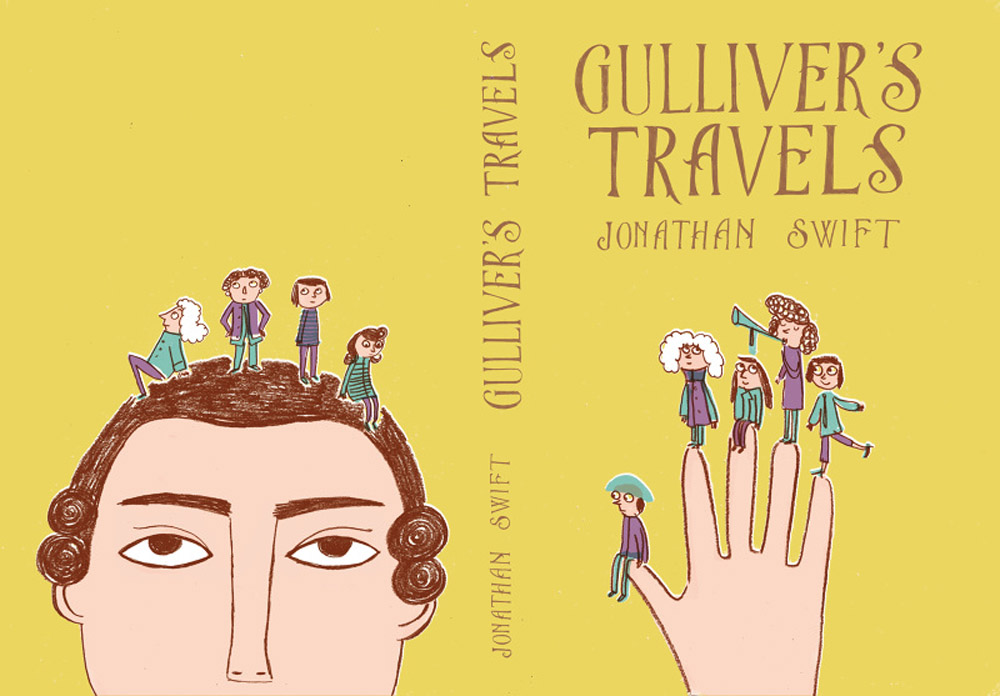 GULLIVER'S TRAVELS
JONATHAN SWIFT
GULLIVER'S
TRAVELS
JONATHAN SWIFT